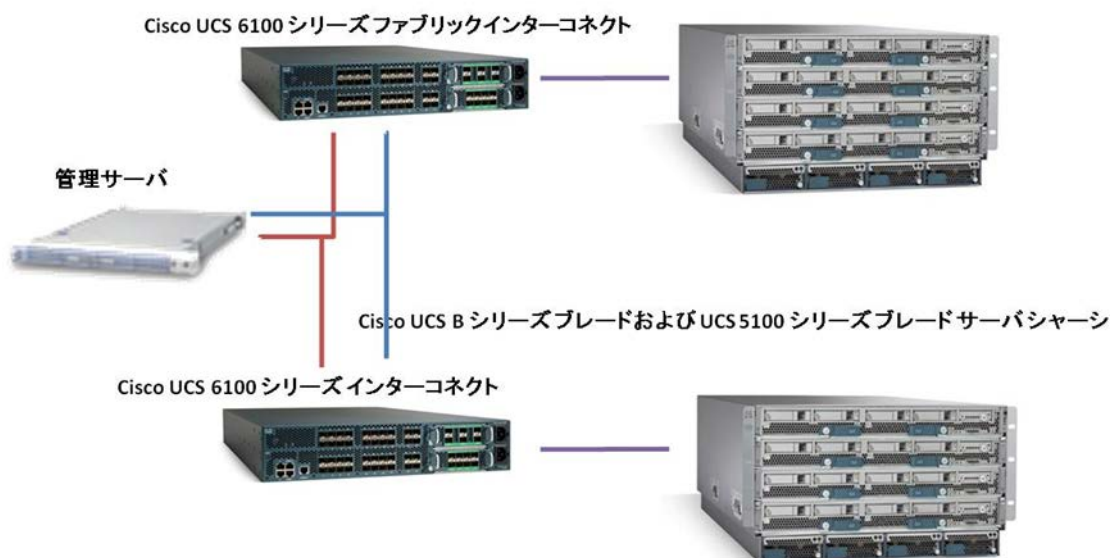 Cisco UCS 6100 シリーズ ファブリックインターコネクト
管理サーバ
Cisco UCS B シリーズ ブレードおよび UCS 5100 シリーズ ブレード サーバ シャーシ
Cisco UCS 6100 シリーズ インターコネクト